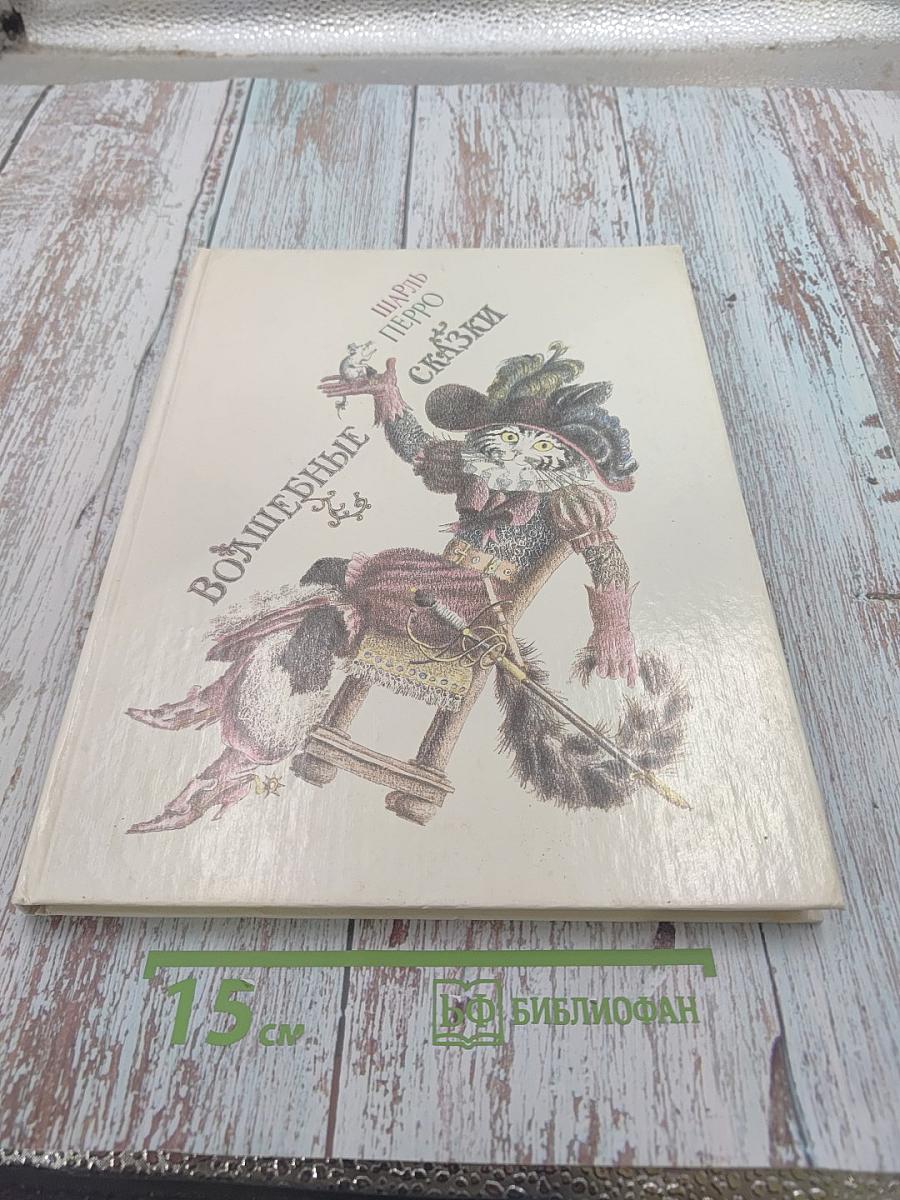 ШАРЛЬ
ПЕРРО
ВОЛШЕБНЫЕ
СКАЗКИ
15 см
БФ БИБЛИОФАН